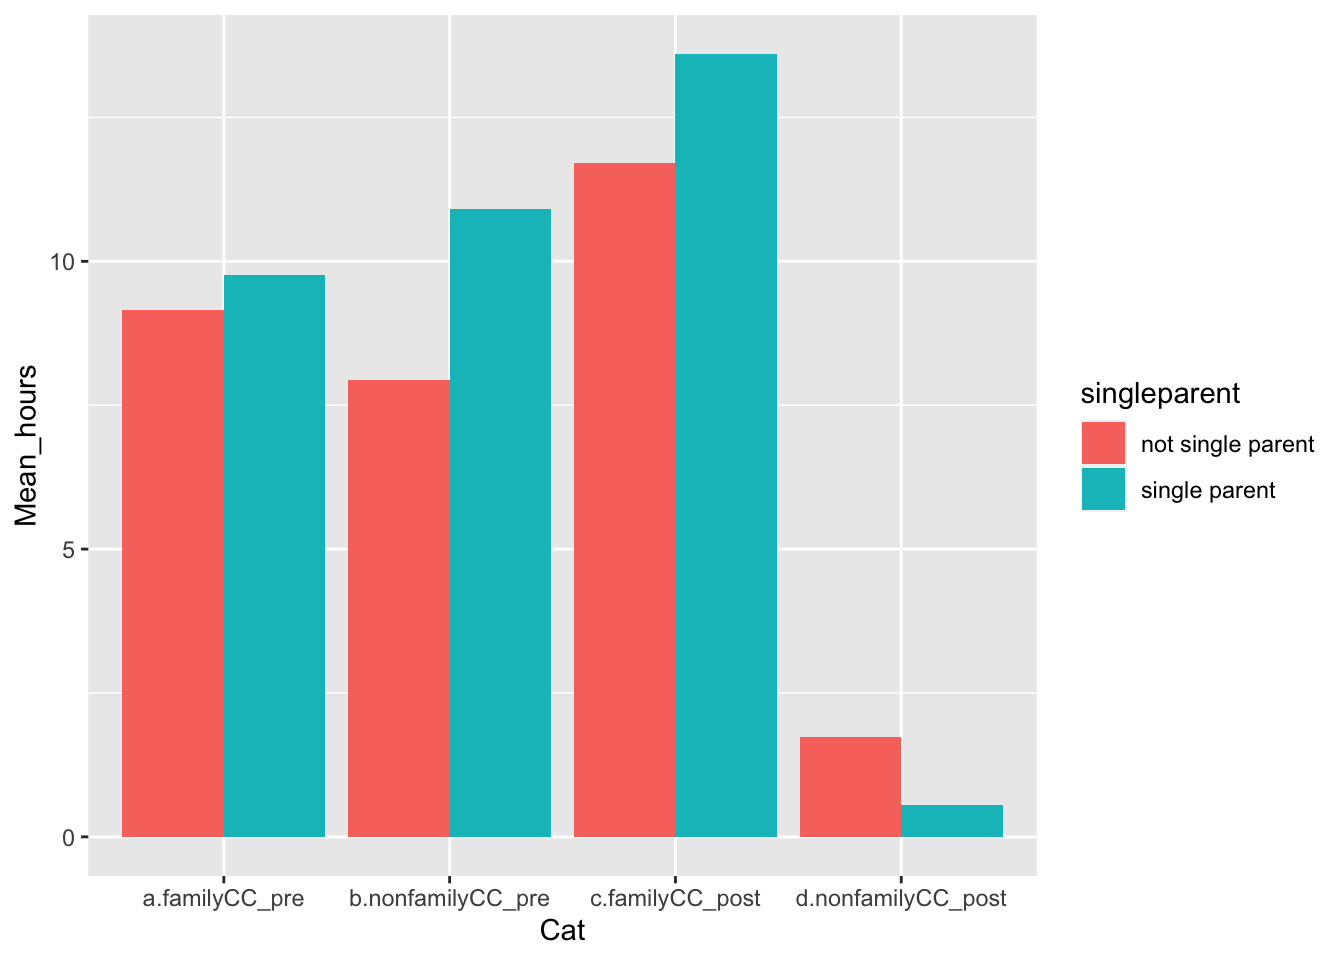 Mean_hours
10
5
0
a.familyCC_pre
b.nonfamilyCC_pre
c.familyCC_post
d.nonfamilyCC_post
Cat
singleparent
not single parent
single parent